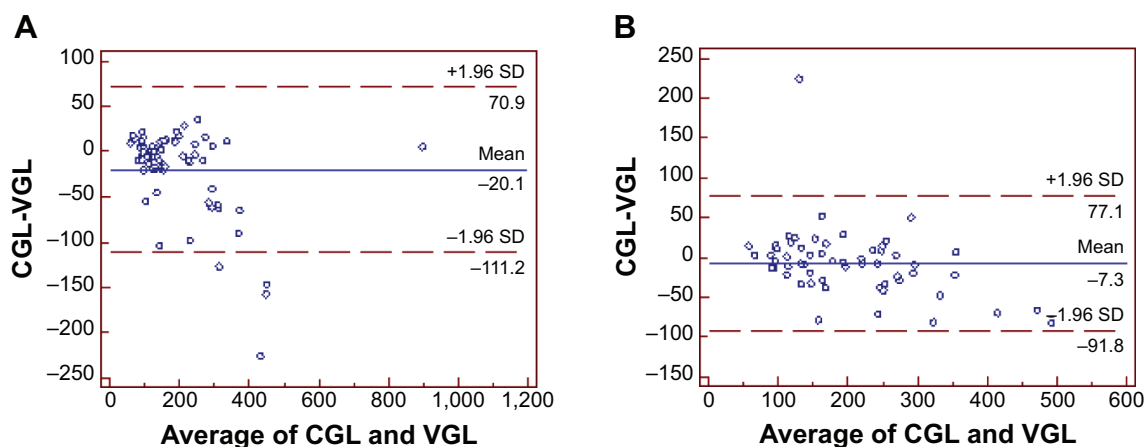 A
CGL-VGL
100
50
0
–50
–100
–150
–200
–250
+1.96 SD
70.9
Mean
–20.1
–1.96 SD
–111.2
0 200 400 600 800 1,000 1,200
Average of CGL and VGL
B
CGL-VGL
250
200
150
100
50
0
–50
–100
–150
+1.96 SD
77.1
Mean
–7.3
–1.96 SD
–91.8
0 100 200 300 400 500 600
Average of CGL and VGL